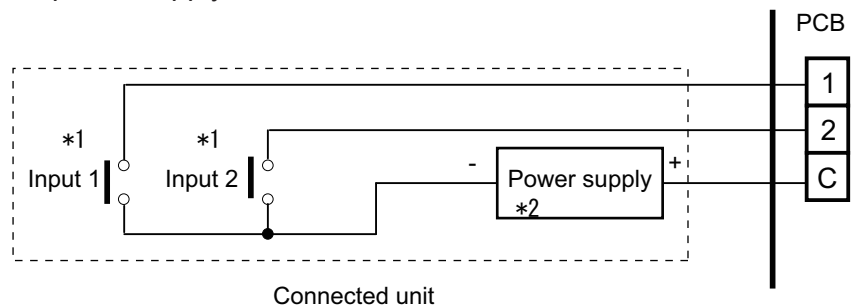 PCB
1
2
C
*1
*1
Input 1
Input 2
-
+
Power supply
*2
Connected unit